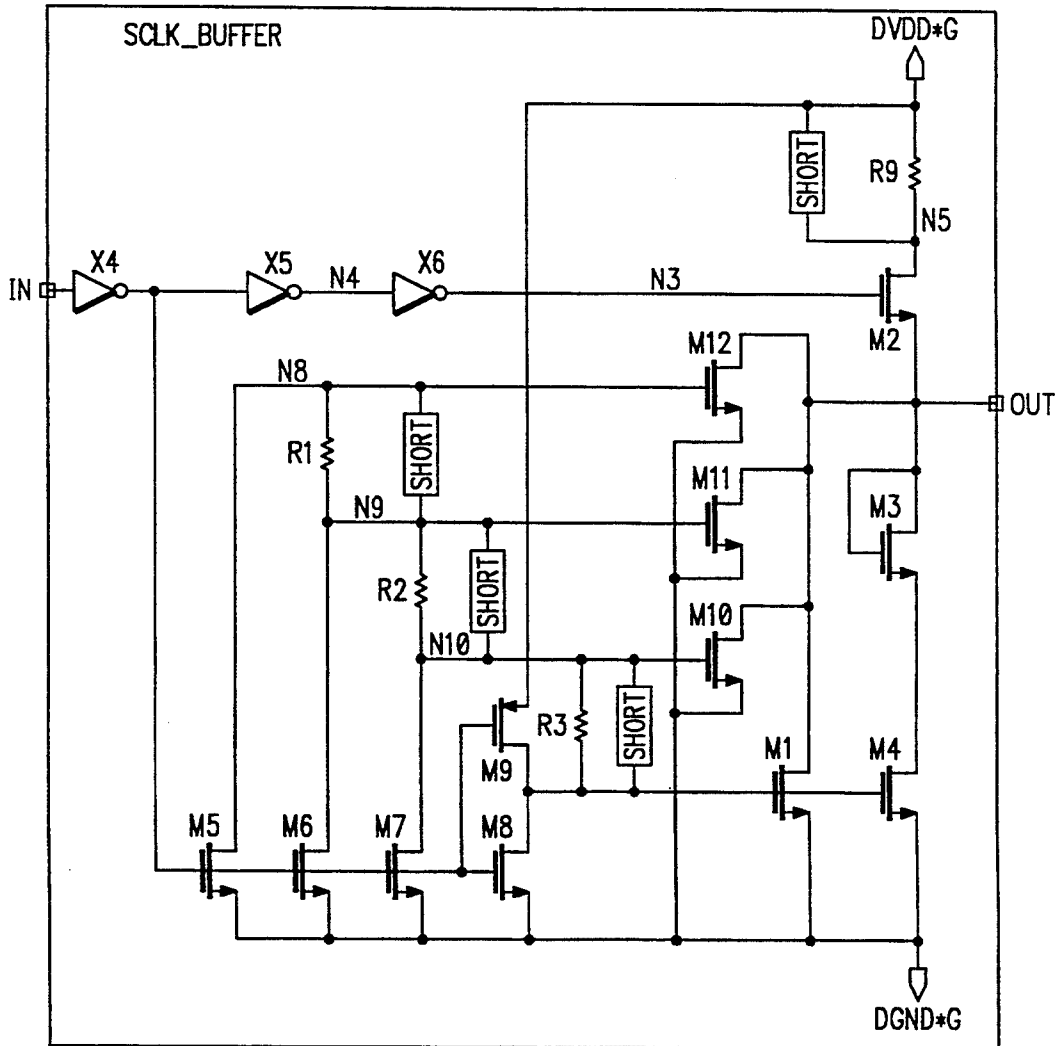 SCLK_BUFFER
DVDD*G
SHORT
R9
N5
IN
X4
X5
N4
X6
N3
M2
M12
N8
OUT
R1
SHORT
M11
M3
N9
R2
SHORT
M10
N10
R3
SHORT
M9
M1
M4
M5
M6
M7
M8
DGND*G